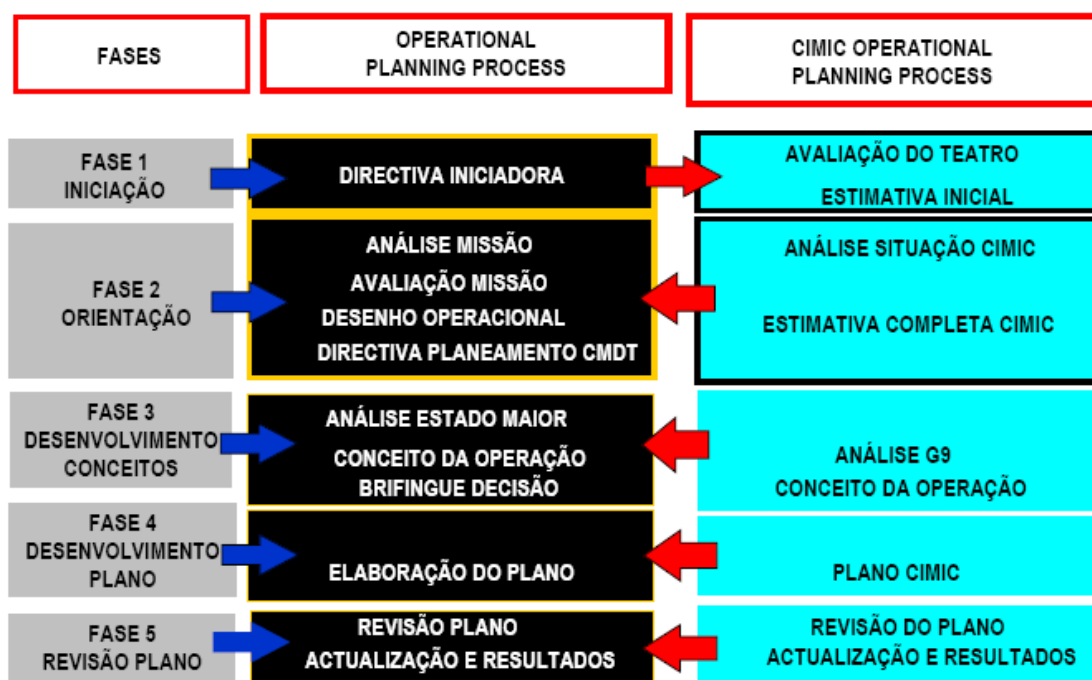 FASES
OPERATIONAL
PLANNING PROCESS
CIMIC OPERATIONAL
PLANNING PROCESS
FASE 1
INICIAÇÃO
DIRECTIVA INICIADORA
AVALIAÇÃO DO TEATRO
ESTIMATIVA INICIAL
FASE 2
ORIENTAÇÃO
ANÁLISE MISSÃO
AVALIAÇÃO MISSÃO
DESENHO OPERACIONAL
DIRECTIVA PLANEAMENTO CMDT
ANÁLISE SITUAÇÃO CIMIC
ESTIMATIVA COMPLETA CIMIC
FASE 3
DESENVOLVIMENTO
CONCEITOS
ANÁLISE ESTADO MAIOR
CONCEITO DA OPERAÇÃO
BRIFINGUE DECISÃO
ANÁLISE G9
CONCEITO DA OPERAÇÃO
FASE 4
DESENVOLVIMENTO
PLANO
ELABORAÇÃO DO PLANO
PLANO CIMIC
FASE 5
REVISÃO PLANO
REVISÃO PLANO
ACTUALIZAÇÃO E RESULTADOS
REVISÃO DO PLANO
ACTUALIZAÇÃO E RESULTADOS